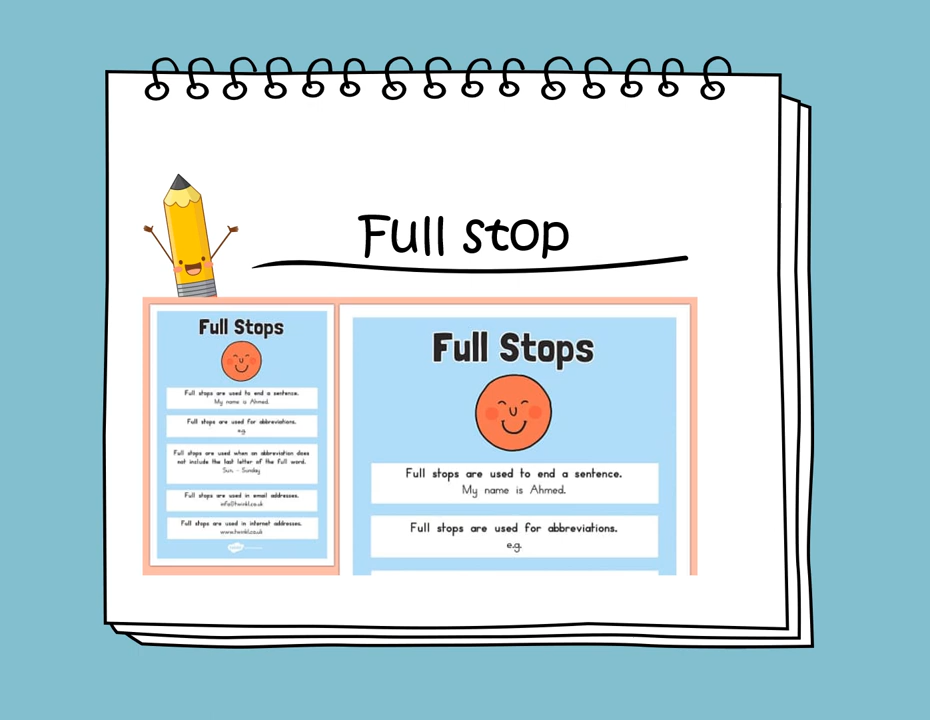 Full stop
Full Stops
Full stops are used to end a sentence.
My name is Ahmed.
Full stops are used for abbreviations.
e.g.
Full stops are used when an abbreviation does
not include the last letter of the full word.
Sun. - Sunday
Full stops are used in email addresses.
info@twinkl.co.uk
Full stops are used in internet addresses.
www.twinkl.co.uk
Full Stops
Full stops are used to end a sentence.
My name is Ahmed.
Full stops are used for abbreviations.
e.g.